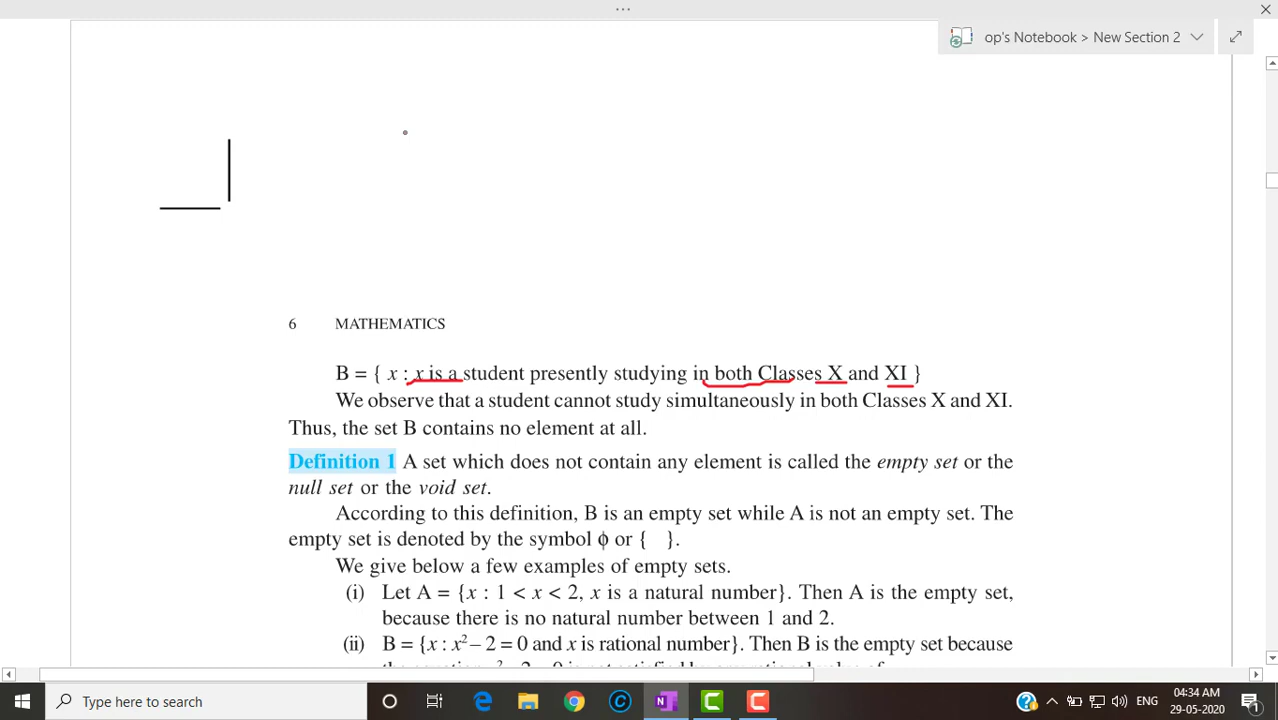 op's Notebook > New Section 2
6 MATHEMATICS
B = { x : x is a student presently studying in both Classes X and XI }
We observe that a student cannot study simultaneously in both Classes X and XI.
Thus, the set B contains no element at all.
Definition 1 A set which does not contain any element is called the empty set or the
null set or the void set.
According to this definition, B is an empty set while A is not an empty set. The
empty set is denoted by the symbol ϕ or { }.
We give below a few examples of empty sets.
(i) Let A = {x : 1 < x < 2, x is a natural number}. Then A is the empty set,
because there is no natural number between 1 and 2.
(ii) B = {x : x² – 2 = 0 and x is rational number}. Then B is the empty set because
Type here to search
ENG
04:34 AM
29-05-2020